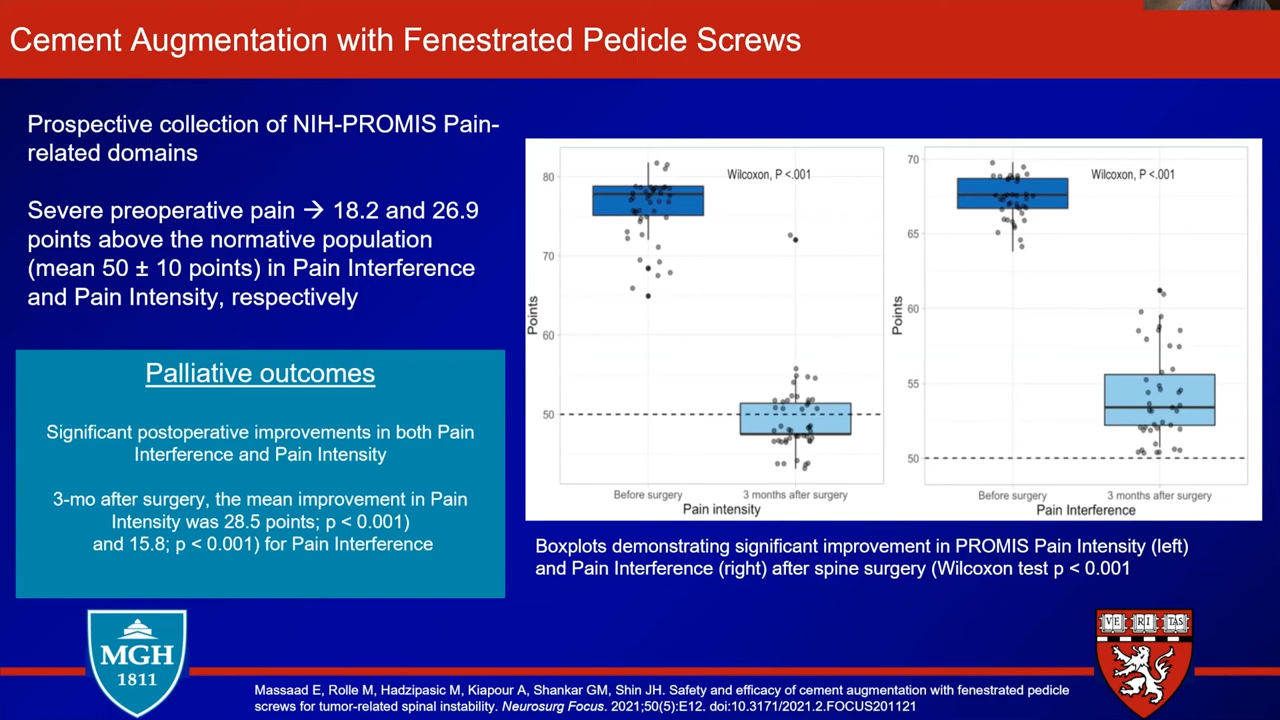 Cement Augmentation with Fenestrated Pedicle Screws
Prospective collection of NIH-PROMIS Pain-
related domains
Severe preoperative pain → 18.2 and 26.9
points above the normative population
(mean 50 ± 10 points) in Pain Interference
and Pain Intensity, respectively
Palliative outcomes
Significant postoperative improvements in both Pain
Interference and Pain Intensity
3-mo after surgery, the mean improvement in Pain
Intensity was 28.5 points; p < 0.001)
and 15.8; p < 0.001) for Pain Interference
Wilcoxon, P <.001
80
70
60
50
Points
Before surgery
3 months after surgery
Pain intensity
Wilcoxon, P <.001
70
65
60
55
50
Points
Before surgery
3 months after surgery
Pain Interference
Boxplots demonstrating significant improvement in PROMIS Pain Intensity (left)
and Pain Interference (right) after spine surgery (Wilcoxon test p < 0.001
MGH
1811
VE RI TAS
Massaad E, Rolle M, Hadzipasic M, Kiapour A, Shankar GM, Shin JH. Safety and efficacy of cement augmentation with fenestrated pedicle
screws for tumor-related spinal instability. Neurosurg Focus. 2021;50(5):E12. doi:10.3171/2021.2.FOCUS201121